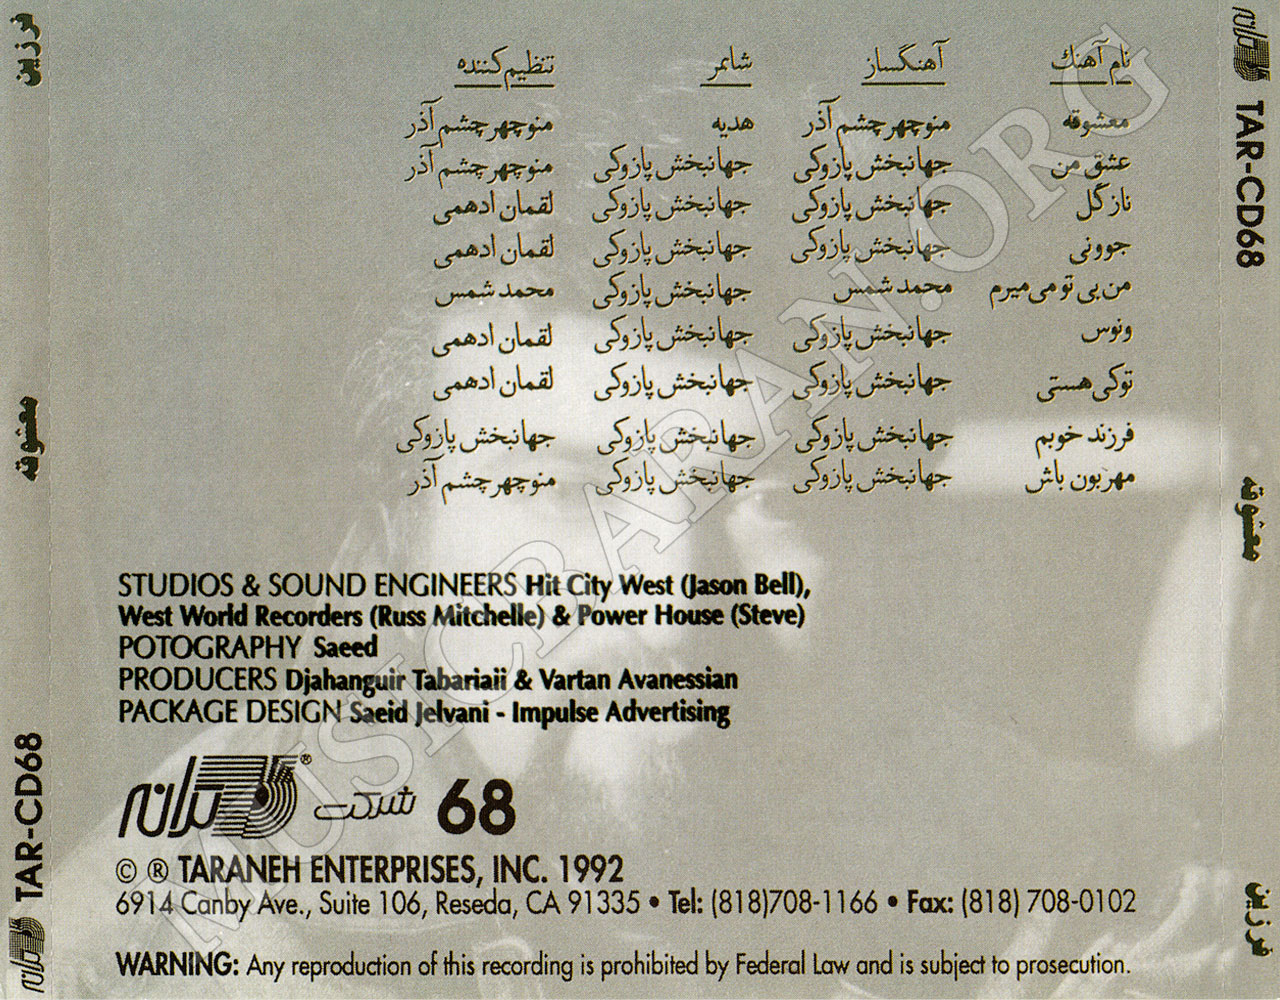 نام آهنگ آهنگساز شاعر تنظیم کننده
معشوقه منوچهر چشم آذر هدیه منوچهر چشم آذر
عشق من جهانبخش پازوکی جهانبخش پازوکی منوچهر چشم آذر
ناز گل جهانبخش پازوکی جهانبخش پازوکی لقمان ادهمی
جوونی جهانبخش پازوکی جهانبخش پازوکی لقمان ادهمی
من بی تو می میرم محمد شمس جهانبخش پازوکی محمد شمس
ونوس جهانبخش پازوکی جهانبخش پازوکی لقمان ادهمی
تو کی هستی جهانبخش پازوکی جهانبخش پازوکی لقمان ادهمی
فرزند خوبم جهانبخش پازوکی جهانبخش پازوکی جهانبخش پازوکی
مهربون باش جهانبخش پازوکی جهانبخش پازوکی منوچهر چشم آذر
STUDIOS & SOUND ENGINEERS Hit City West (Jason Bell),
West World Recorders (Russ Mitchelle) & Power House (Steve)
POTOGRAPHY Saeed
PRODUCERS Djahanguir Tabariaii & Vartan Avanessian
PACKAGE DESIGN Saeid Jelvani - Impulse Advertising
ترانه ® شرکت 68
© ® TARANEH ENTERPRISES, INC. 1992
6914 Canby Ave., Suite 106, Reseda, CA 91335 • Tel: (818)708-1166 • Fax: (818) 708-0102
WARNING: Any reproduction of this recording is prohibited by Federal Law and is subject to prosecution.
فرزین
معشوقه
TAR-CD68
ترانه
ترانه
TAR-CD68
معشوقه
فرزین
MUSICBARAN.ORG